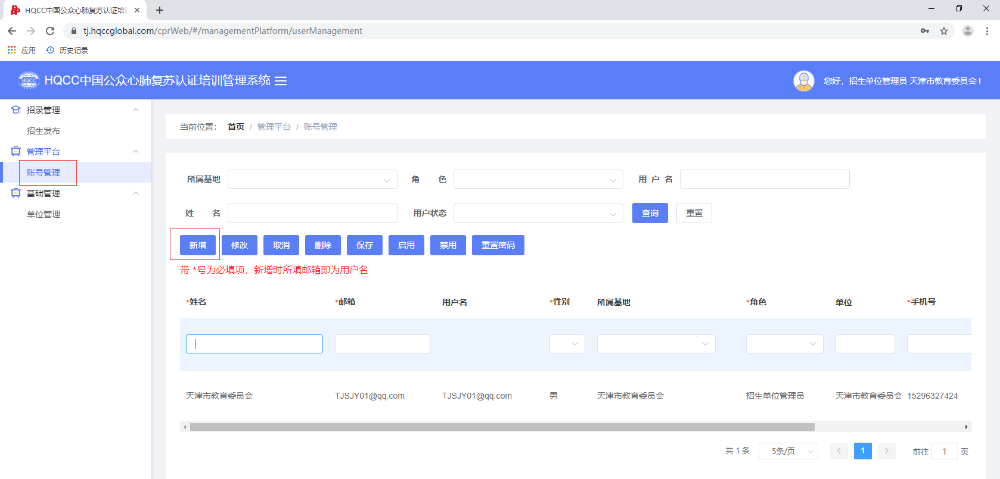 HQCC中国公众心肺复苏认证培
tj.hqccglobal.com/cprWeb/#/managementPlatform/userManagement
应用 历史记录
HQCC
HQCC中国公众心肺复苏认证培训管理系统
您好，招生单位管理员 天津市教育委员会！
招录管理
招生发布
管理平台
账号管理
基础管理
单位管理
当前位置： 首页 / 管理平台 / 账号管理
所属基地 角 色 用 户 名
姓 名 用户状态 查询 重置
新增 修改 取消 删除 保存 启用 禁用 重置密码
带 *号为必填项，新增时所填邮箱即为用户名
*姓名 *邮箱 用户名 *性别 所属基地 *角色 单位 *手机号
天津市教育委员会 TJSJY01@qq.com TJSJY01@qq.com 男 天津市教育委员会 招生单位管理员 天津市教育委员会 15296327424
共 1 条 5条/页 1 前往 1 页